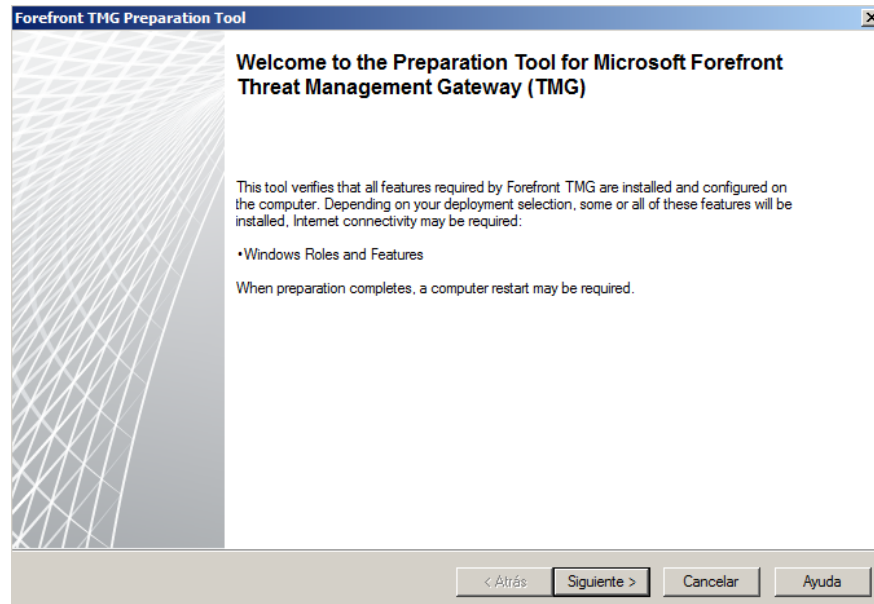 Forefront TMG Preparation Tool
Welcome to the Preparation Tool for Microsoft Forefront
Threat Management Gateway (TMG)
This tool verifies that all features required by Forefront TMG are installed and configured on
the computer. Depending on your deployment selection, some or all of these features will be
installed, Internet connectivity may be required:
•Windows Roles and Features
When preparation completes, a computer restart may be required.
< Atrás Siguiente > Cancelar Ayuda